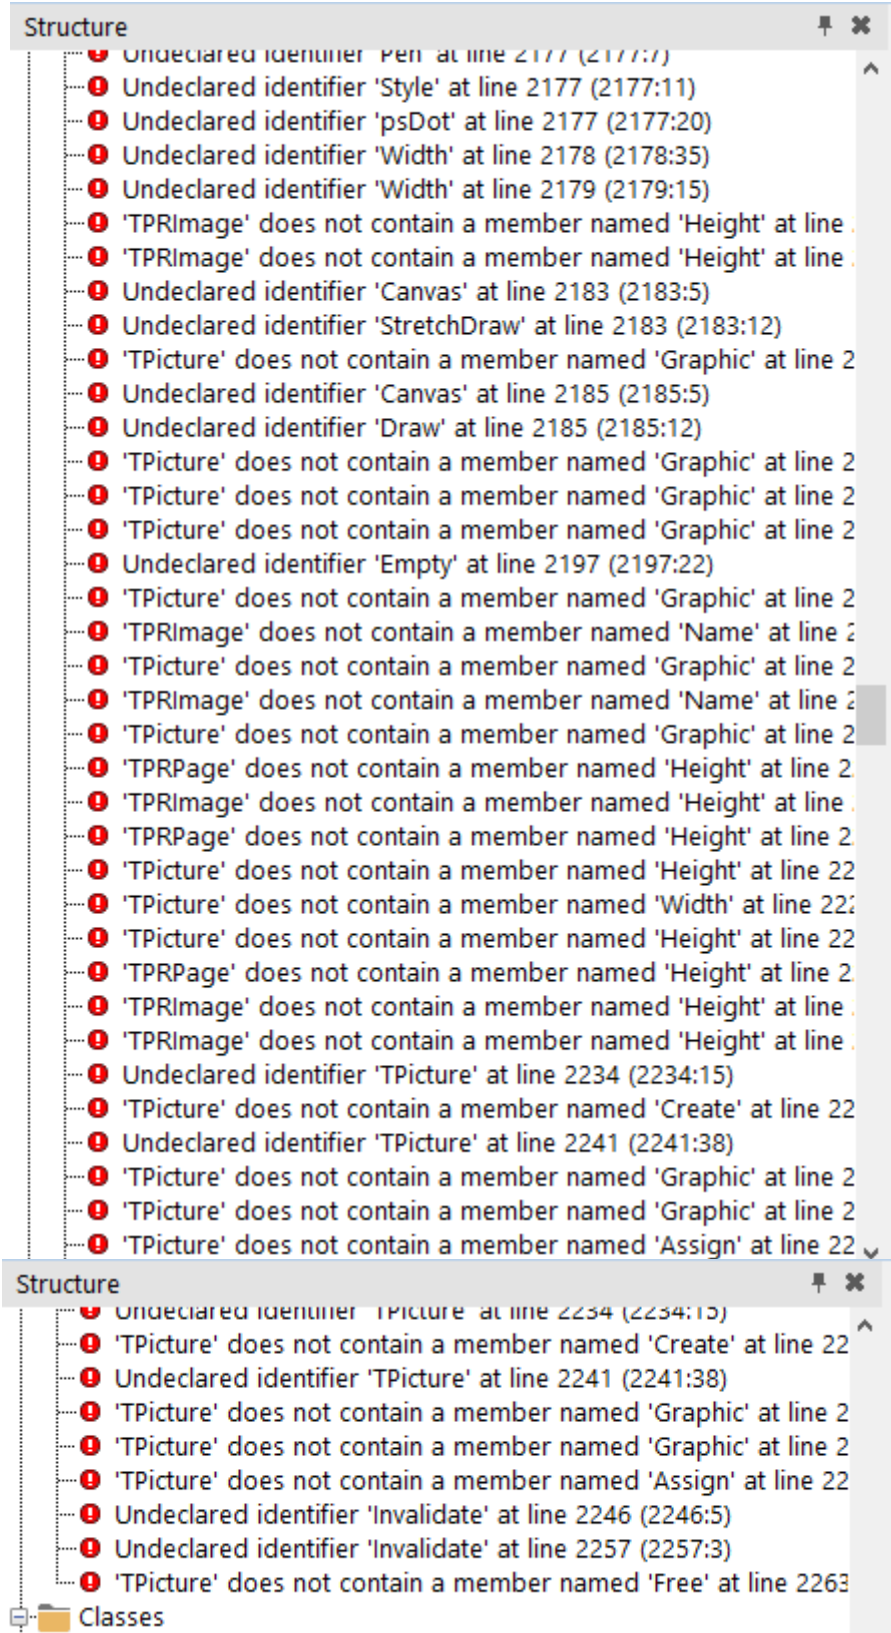 Structure
Undeclared identifier 'Pen' at line 2177 (2177:7)
Undeclared identifier 'Style' at line 2177 (2177:11)
Undeclared identifier 'psDot' at line 2177 (2177:20)
Undeclared identifier 'Width' at line 2178 (2178:35)
Undeclared identifier 'Width' at line 2179 (2179:15)
'TPRImage' does not contain a member named 'Height' at line
'TPRImage' does not contain a member named 'Height' at line
Undeclared identifier 'Canvas' at line 2183 (2183:5)
Undeclared identifier 'StretchDraw' at line 2183 (2183:12)
'TPicture' does not contain a member named 'Graphic' at line 2
Undeclared identifier 'Canvas' at line 2185 (2185:5)
Undeclared identifier 'Draw' at line 2185 (2185:12)
'TPicture' does not contain a member named 'Graphic' at line 2
'TPicture' does not contain a member named 'Graphic' at line 2
'TPicture' does not contain a member named 'Graphic' at line 2
Undeclared identifier 'Empty' at line 2197 (2197:22)
'TPicture' does not contain a member named 'Graphic' at line 2
'TPRImage' does not contain a member named 'Name' at line 2
'TPicture' does not contain a member named 'Graphic' at line 2
'TPRImage' does not contain a member named 'Name' at line 2
'TPicture' does not contain a member named 'Graphic' at line 2
'TPRPage' does not contain a member named 'Height' at line 2
'TPRImage' does not contain a member named 'Height' at line
'TPRPage' does not contain a member named 'Height' at line 2
'TPicture' does not contain a member named 'Height' at line 22
'TPicture' does not contain a member named 'Width' at line 222
'TPicture' does not contain a member named 'Height' at line 22
'TPRPage' does not contain a member named 'Height' at line 2
'TPRImage' does not contain a member named 'Height' at line
'TPRImage' does not contain a member named 'Height' at line
Undeclared identifier 'TPicture' at line 2234 (2234:15)
'TPicture' does not contain a member named 'Create' at line 22
Undeclared identifier 'TPicture' at line 2241 (2241:38)
'TPicture' does not contain a member named 'Graphic' at line 2
'TPicture' does not contain a member named 'Graphic' at line 2
'TPicture' does not contain a member named 'Assign' at line 22
Structure
Undeclared identifier 'TPicture' at line 2234 (2234:15)
'TPicture' does not contain a member named 'Create' at line 22
Undeclared identifier 'TPicture' at line 2241 (2241:38)
'TPicture' does not contain a member named 'Graphic' at line 2
'TPicture' does not contain a member named 'Graphic' at line 2
'TPicture' does not contain a member named 'Assign' at line 22
Undeclared identifier 'Invalidate' at line 2246 (2246:5)
Undeclared identifier 'Invalidate' at line 2257 (2257:3)
'TPicture' does not contain a member named 'Free' at line 2263
Classes